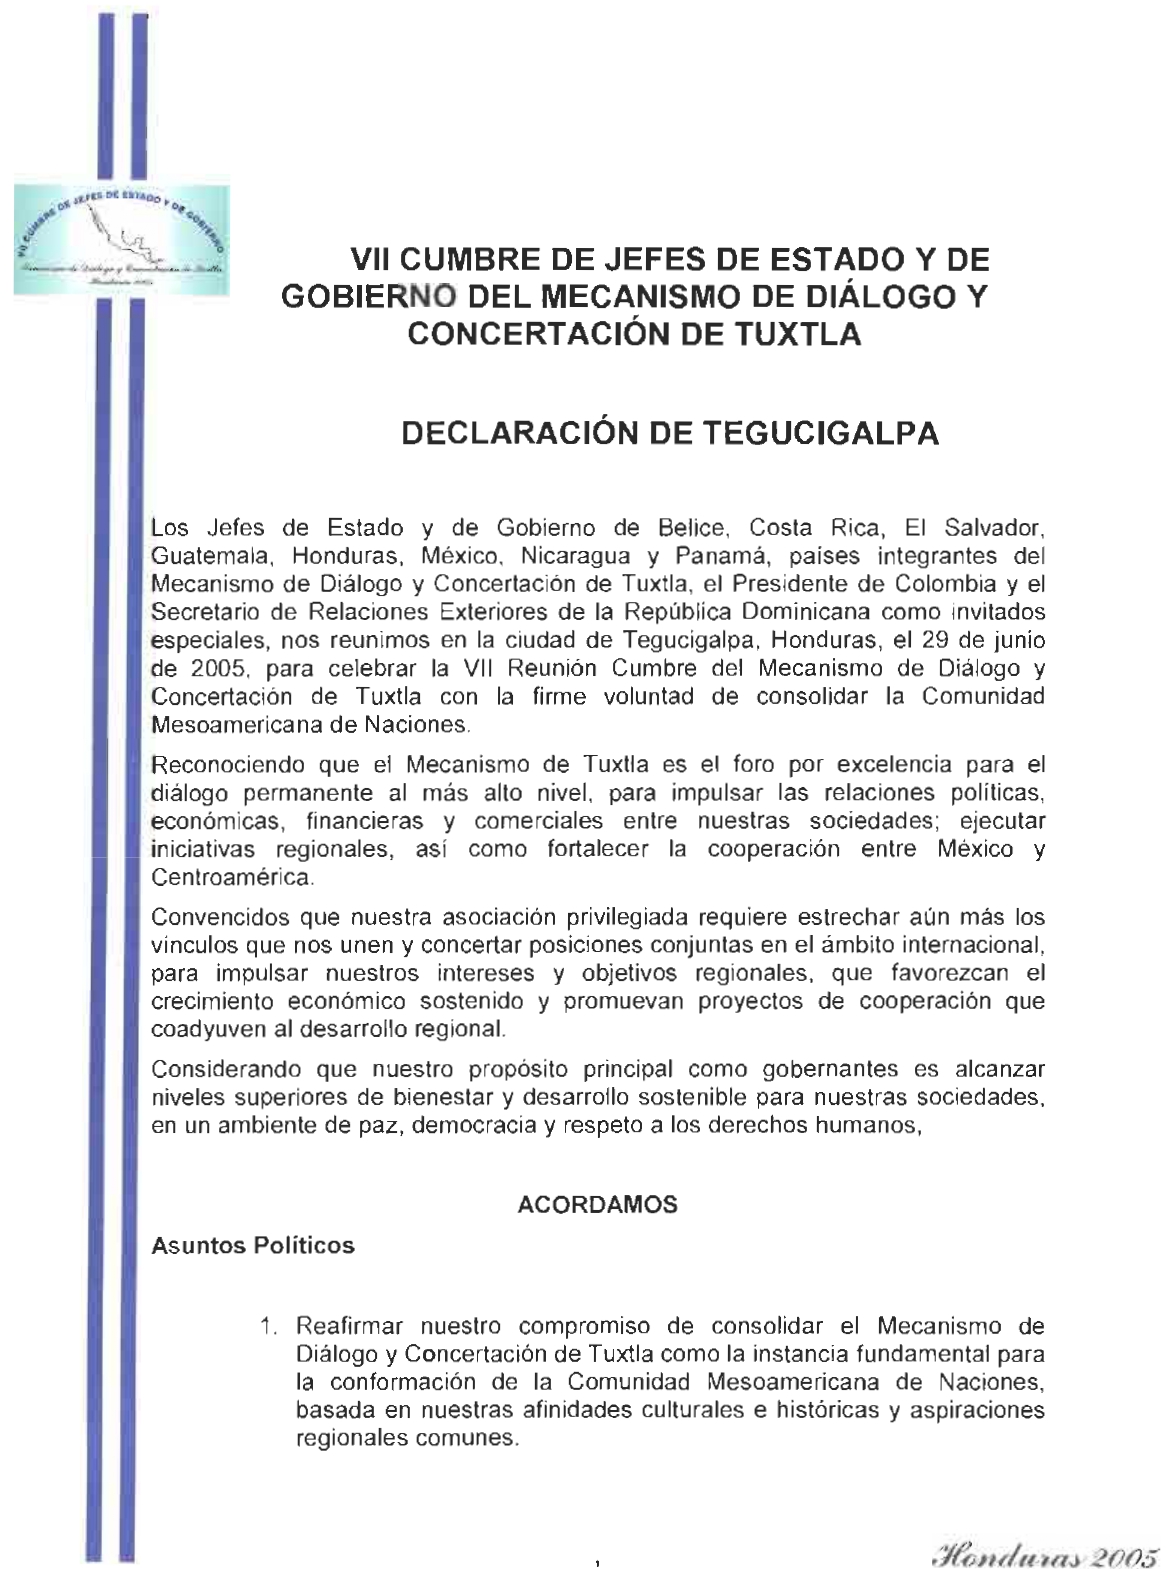 VII CUMBRE DE JEFES DE ESTADO Y DE GOBIERNO
Mecanismo de Diálogo y Concertación de Tuxtla
Honduras 2005
VII CUMBRE DE JEFES DE ESTADO Y DE
GOBIERNO DEL MECANISMO DE DIÁLOGO Y
CONCERTACIÓN DE TUXTLA
DECLARACIÓN DE TEGUCIGALPA
Los Jefes de Estado y de Gobierno de Belice, Costa Rica, El Salvador,
Guatemala, Honduras, México, Nicaragua y Panamá, países integrantes del
Mecanismo de Diálogo y Concertación de Tuxtla, el Presidente de Colombia y el
Secretario de Relaciones Exteriores de la República Dominicana como invitados
especiales, nos reunimos en la ciudad de Tegucigalpa, Honduras, el 29 de junio
de 2005, para celebrar la VII Reunión Cumbre del Mecanismo de Diálogo y
Concertación de Tuxtla con la firme voluntad de consolidar la Comunidad
Mesoamericana de Naciones.
Reconociendo que el Mecanismo de Tuxtla es el foro por excelencia para el
diálogo permanente al más alto nivel, para impulsar las relaciones políticas,
económicas, financieras y comerciales entre nuestras sociedades; ejecutar
iniciativas regionales, así como fortalecer la cooperación entre México y
Centroamérica.
Convencidos que nuestra asociación privilegiada requiere estrechar aún más los
vínculos que nos unen y concertar posiciones conjuntas en el ámbito internacional,
para impulsar nuestros intereses y objetivos regionales, que favorezcan el
crecimiento económico sostenido y promuevan proyectos de cooperación que
coadyuven al desarrollo regional.
Considerando que nuestro propósito principal como gobernantes es alcanzar
niveles superiores de bienestar y desarrollo sostenible para nuestras sociedades,
en un ambiente de paz, democracia y respeto a los derechos humanos,
ACORDAMOS
Asuntos Políticos
1. Reafirmar nuestro compromiso de consolidar el Mecanismo de
Diálogo y Concertación de Tuxtla como la instancia fundamental para
la conformación de la Comunidad Mesoamericana de Naciones,
basada en nuestras afinidades culturales e históricas y aspiraciones
regionales comunes.
1
Honduras 2005